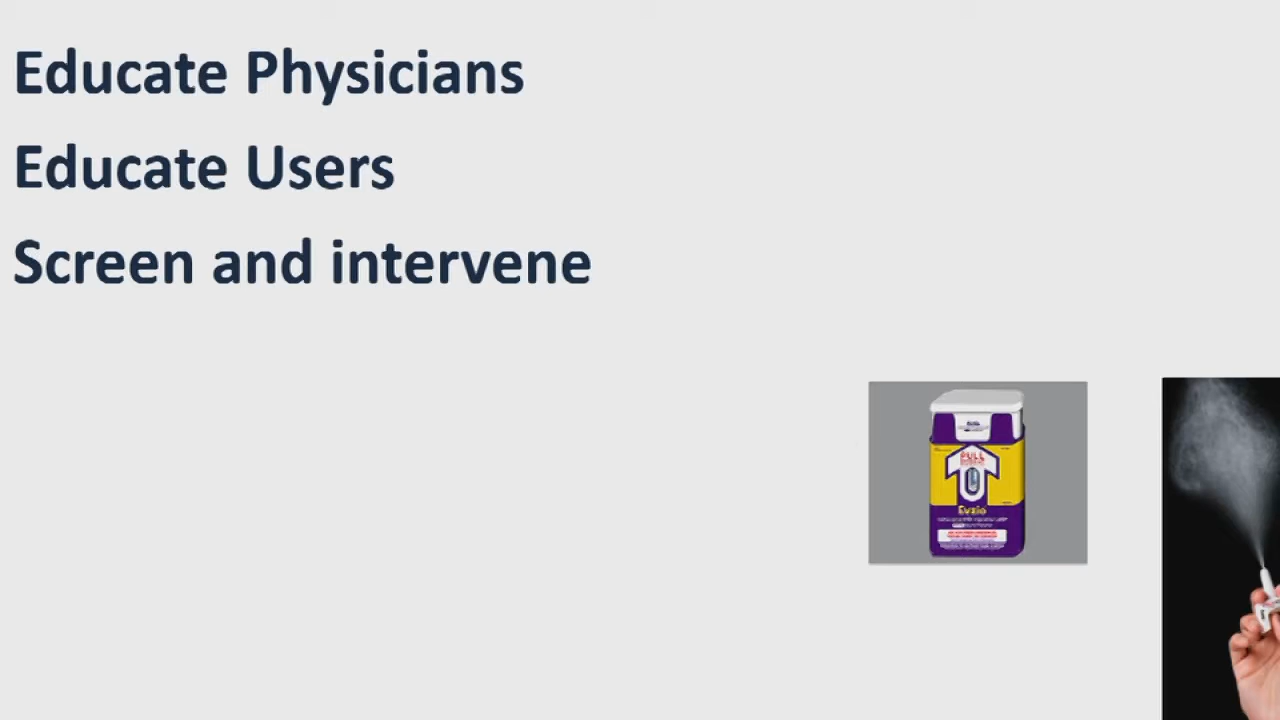 Educate Physicians
Educate Users
Screen and intervene
PULL
Evzio